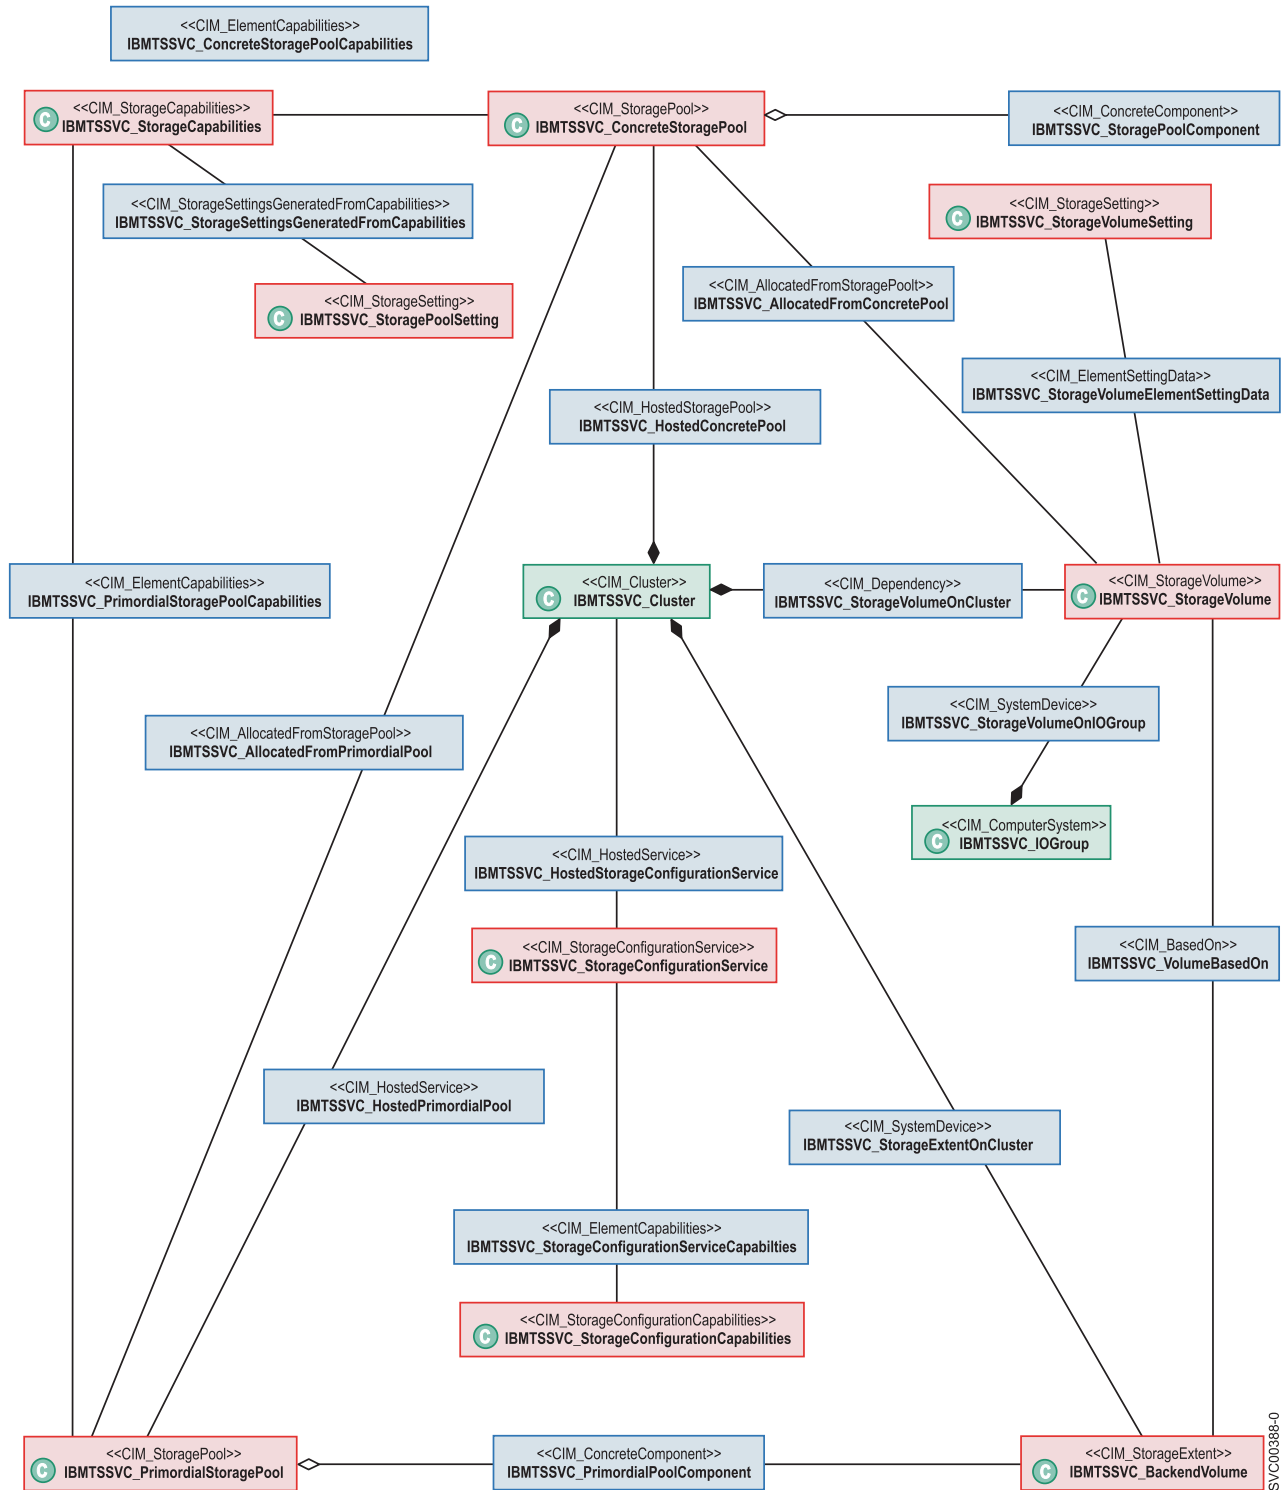 <<CIM_ElementCapabilities>>
IBMTSSVC_ConcreteStoragePoolCapabilities
<<CIM_StorageCapabilities>>
C IBMTSSVC_StorageCapabilities
<<CIM_StoragePool>>
C IBMTSSVC_ConcreteStoragePool
<<CIM_ConcreteComponent>>
IBMTSSVC_StoragePoolComponent
<<CIM_StorageSettingsGeneratedFromCapabilities>>
IBMTSSVC_StorageSettingsGeneratedFromCapabilities
<<CIM_StorageSetting>>
C IBMTSSVC_StorageVolumeSetting
<<CIM_StorageSetting>>
C IBMTSSVC_StoragePoolSetting
<<CIM_AllocatedFromStoragePoolt>>
IBMTSSVC_AllocatedFromConcretePool
<<CIM_ElementSettingData>>
IBMTSSVC_StorageVolumeElementSettingData
<<CIM_HostedStoragePool>>
IBMTSSVC_HostedConcretePool
<<CIM_ElementCapabilities>>
IBMTSSVC_PrimordialStoragePoolCapabilities
<<CIM_Cluster>>
C IBMTSSVC_Cluster
<<CIM_Dependency>>
IBMTSSVC_StorageVolumeOnCluster
<<CIM_StorageVolume>>
C IBMTSSVC_StorageVolume
<<CIM_SystemDevice>>
IBMTSSVC_StorageVolumeOnIOGroup
<<CIM_AllocatedFromStoragePool>>
IBMTSSVC_AllocatedFromPrimordialPool
<<CIM_ComputerSystem>>
C IBMTSSVC_IOGroup
<<CIM_HostedService>>
IBMTSSVC_HostedStorageConfigurationService
<<CIM_StorageConfigurationService>>
C IBMTSSVC_StorageConfigurationService
<<CIM_BasedOn>>
IBMTSSVC_VolumeBasedOn
<<CIM_HostedService>>
IBMTSSVC_HostedPrimordialPool
<<CIM_SystemDevice>>
IBMTSSVC_StorageExtentOnCluster
<<CIM_ElementCapabilities>>
IBMTSSVC_StorageConfigurationServiceCapabilties
<<CIM_StorageConfigurationCapabilities>>
C IBMTSSVC_StorageConfigurationCapabilities
<<CIM_StoragePool>>
C IBMTSSVC_PrimordialStoragePool
<<CIM_ConcreteComponent>>
IBMTSSVC_PrimordialPoolComponent
<<CIM_StorageExtent>>
C IBMTSSVC_BackendVolume
SVC00388-0